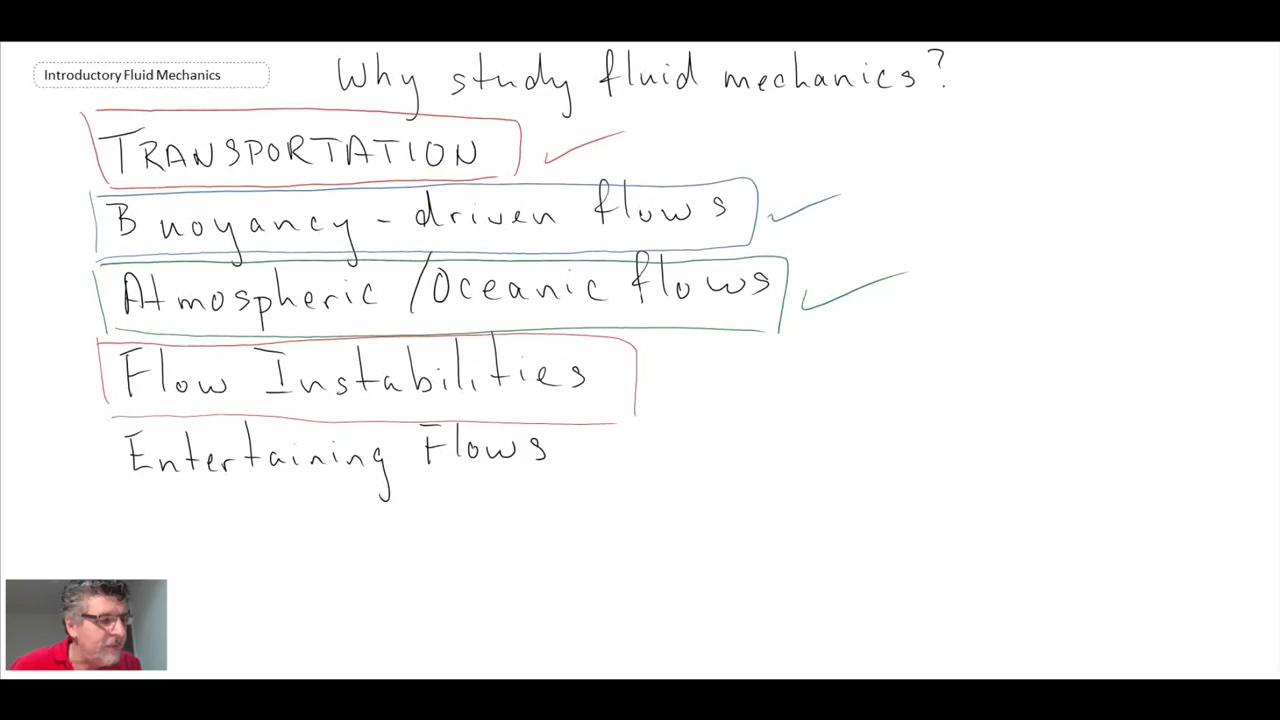 Introductory Fluid Mechanics
Why study fluid mechanics?
TRANSPORTATION
Buoyancy-driven flows
Atmospheric/Oceanic flows
Flow Instabilities
Entertaining Flows